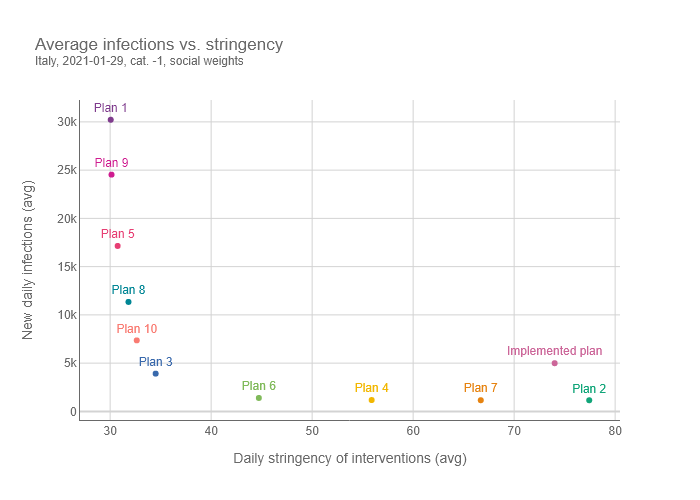 Average infections vs. stringency
Italy, 2021-01-29, cat. -1, social weights
New daily infections (avg)
30k
25k
20k
15k
10k
5k
0
Plan 1
Plan 9
Plan 5
Plan 8
Plan 10
Plan 3
Implemented plan
Plan 6
Plan 4
Plan 7
Plan 2
30
40
50
60
70
80
Daily stringency of interventions (avg)